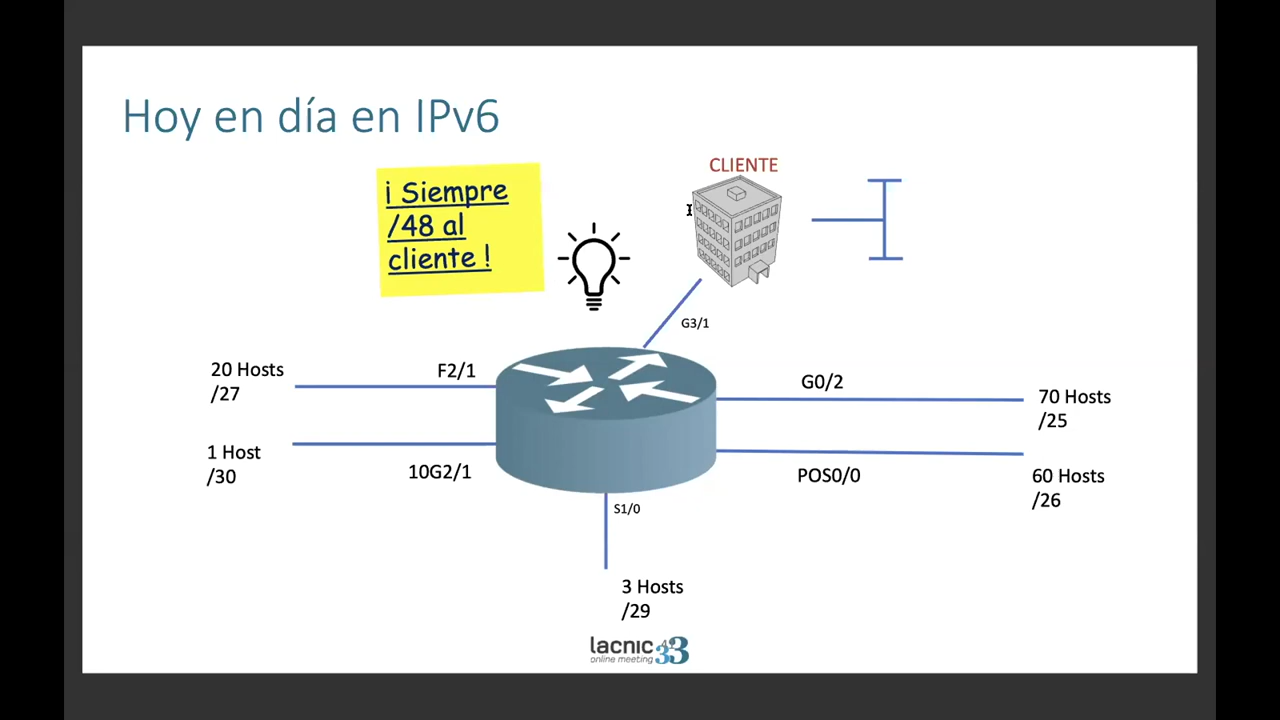 Hoy en día en IPv6
CLIENTE
¡ Siempre
/48 al
cliente !
G3/1
20 Hosts
/27
F2/1
G0/2
70 Hosts
/25
1 Host
/30
10G2/1
POS0/0
60 Hosts
/26
S1/0
3 Hosts
/29
lacnic 33
online meeting